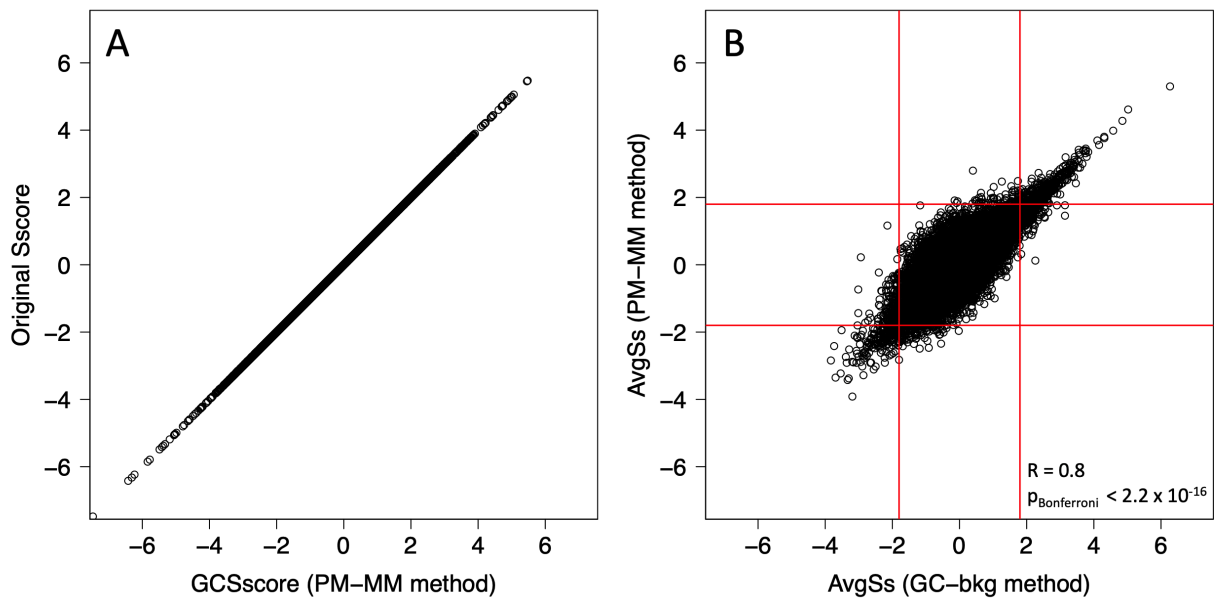 A
6
4
2
0
−2
−4
−6
Original Sscore
−6 −4 −2 0 2 4 6
GCSscore (PM−MM method)
B
6
4
2
0
−2
−4
−6
AvgSs (PM−MM method)
R = 0.8
pBonferroni < 2.2 x 10-16
−6 −4 −2 0 2 4 6
AvgSs (GC−bkg method)